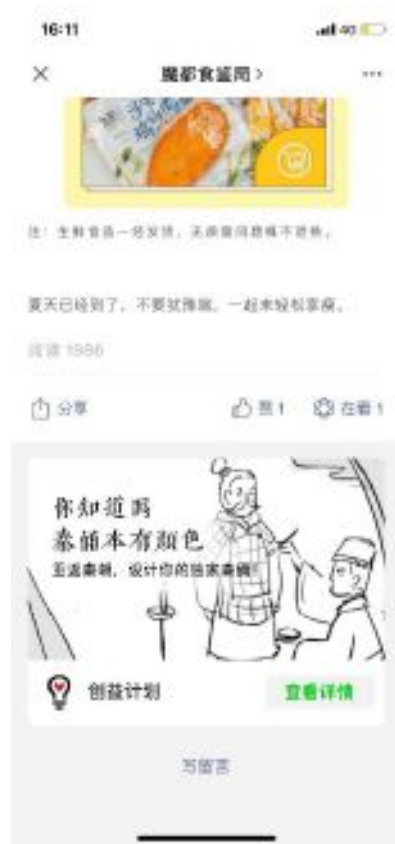 16:11
4G
魔都食鉴局 >
注：生鲜食品一经发货，无质量问题概不退换。
夏天已经到了，不要犹豫啦，一起来轻松享瘦。
阅读 1986
分享
赞 1
在看 1
你知道吗
秦俑本有颜色
重返秦朝，设计你的独家秦俑！
创益计划
查看详情
写留言